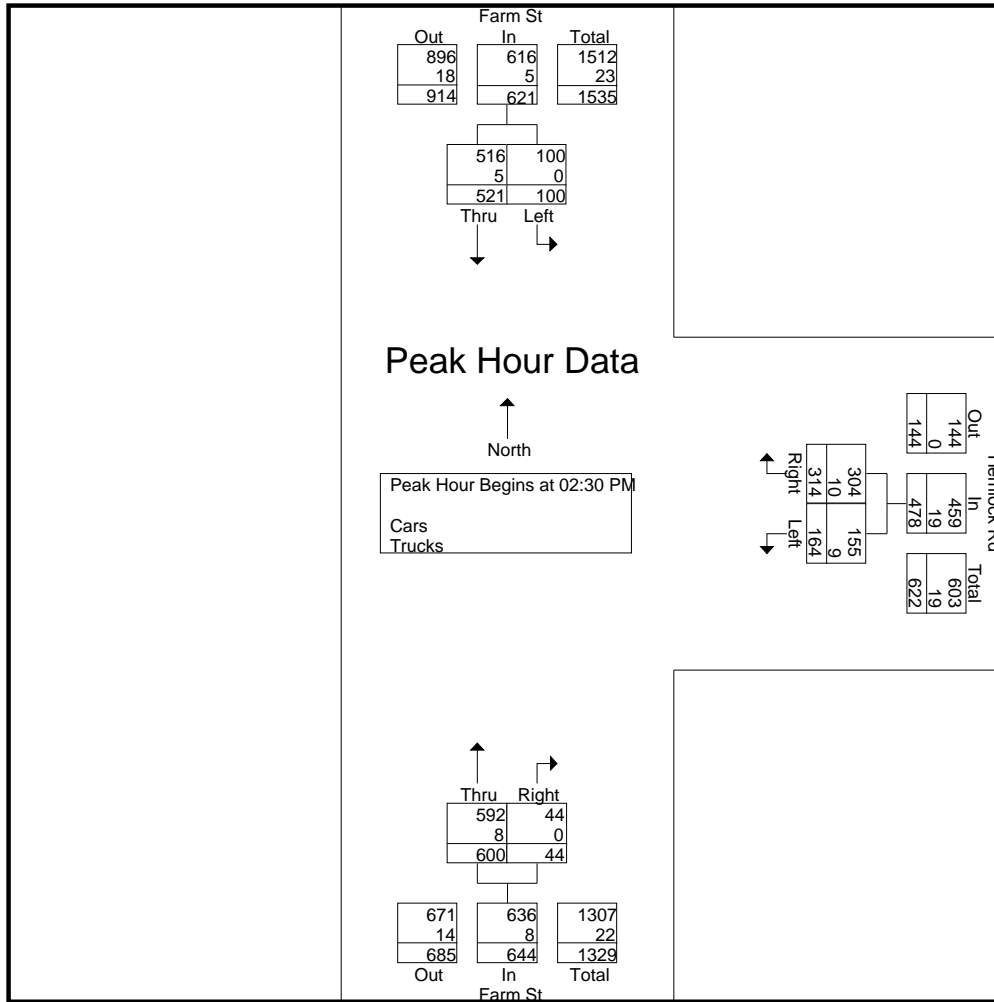 Farm St
Out In Total
896 616 1512
18 5 23
914 621 1535
516 100
5 0
521 100
Thru Left
Peak Hour Data
North
Peak Hour Begins at 02:30 PM
Cars
Trucks
Right Left
314 164
10 9
304 155
Out In Total
144 459 603
0 19 19
144 478 622
Thru Right
592 44
8 0
600 44
671 636 1307
14 8 22
685 644 1329
Out In Total
Farm St